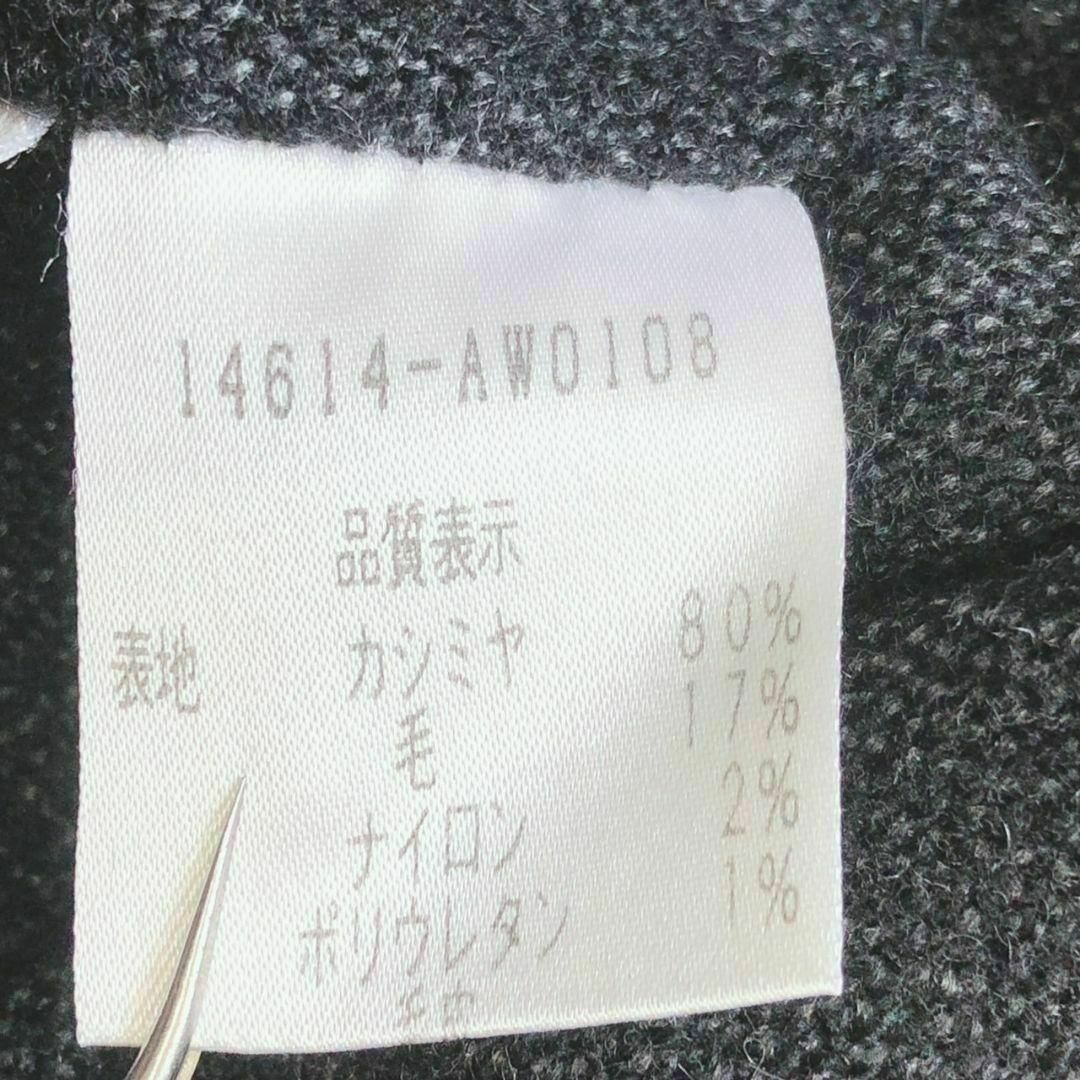 14614-AW0108
品質表示
表地 カシミヤ 80%
毛 17%
ナイロン 2%
ポリウレタン 1%